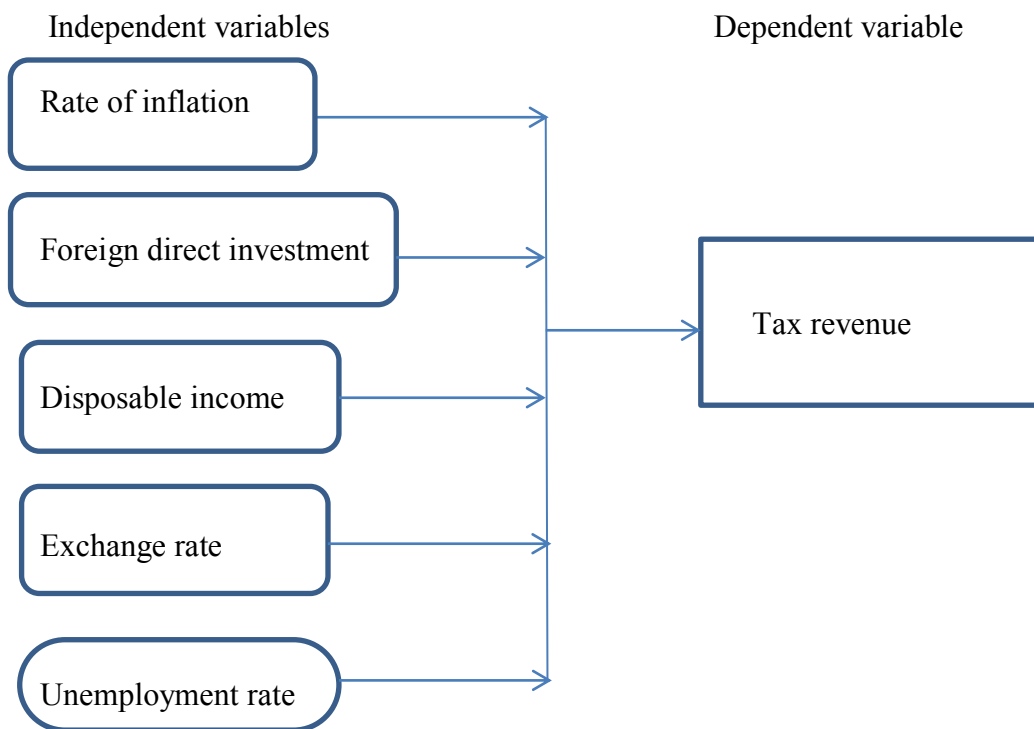 Independent variables
Dependent variable
Rate of inflation
Foreign direct investment
Tax revenue
Disposable income
Exchange rate
Unemployment rate